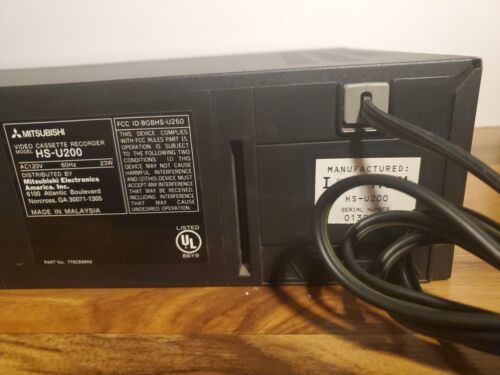 MITSUBISHI
VIDEO CASSETTE RECORDER
MODEL HS-U200
AC120V 60Hz 23W
DISTRIBUTED BY
Mitsubishi Electronics
America, Inc.
6100 Atlantic Boulevard
Norcross, GA 30071-1305
MADE IN MALAYSIA
FCC ID:BGBHS-U250
THIS DEVICE COMPLIES
WITH FCC RULES PART 15.
OPERATION IS SUBJECT
TO THE FOLLOWING TWO
CONDITIONS: (1) THIS
DEVICE MAY NOT CAUSE
HARMFUL INTERFERENCE
AND (2)THIS DEVICE MUST
ACCEPT ANY INTERFERENCE
THAT MAY BE RECEIVED,
INCLUDING INTERFERENCE
THAT MAY CAUSE
UNDESIRED OPERATION.
LISTED
UL
86Y9
PART No. 776C928A2
MANUFACTURED:
HS-U200
SERIAL NUMBER